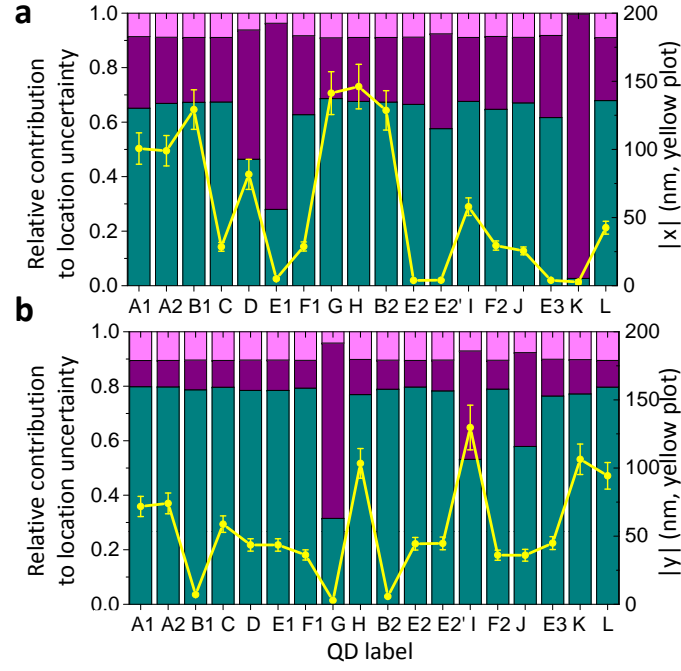 a
Relative contribution
to location uncertainty
1.0
0.8
0.6
0.4
0.2
0.0
200
150
100
50
0
|x| (nm, yellow plot)
A1 A2 B1 C D E1 F1 G H B2 E2 E2' I F2 J E3 K L
b
Relative contribution
to location uncertainty
1.0
0.8
0.6
0.4
0.2
0.0
200
150
100
50
0
|y| (nm, yellow plot)
A1 A2 B1 C D E1 F1 G H B2 E2 E2' I F2 J E3 K L
QD label